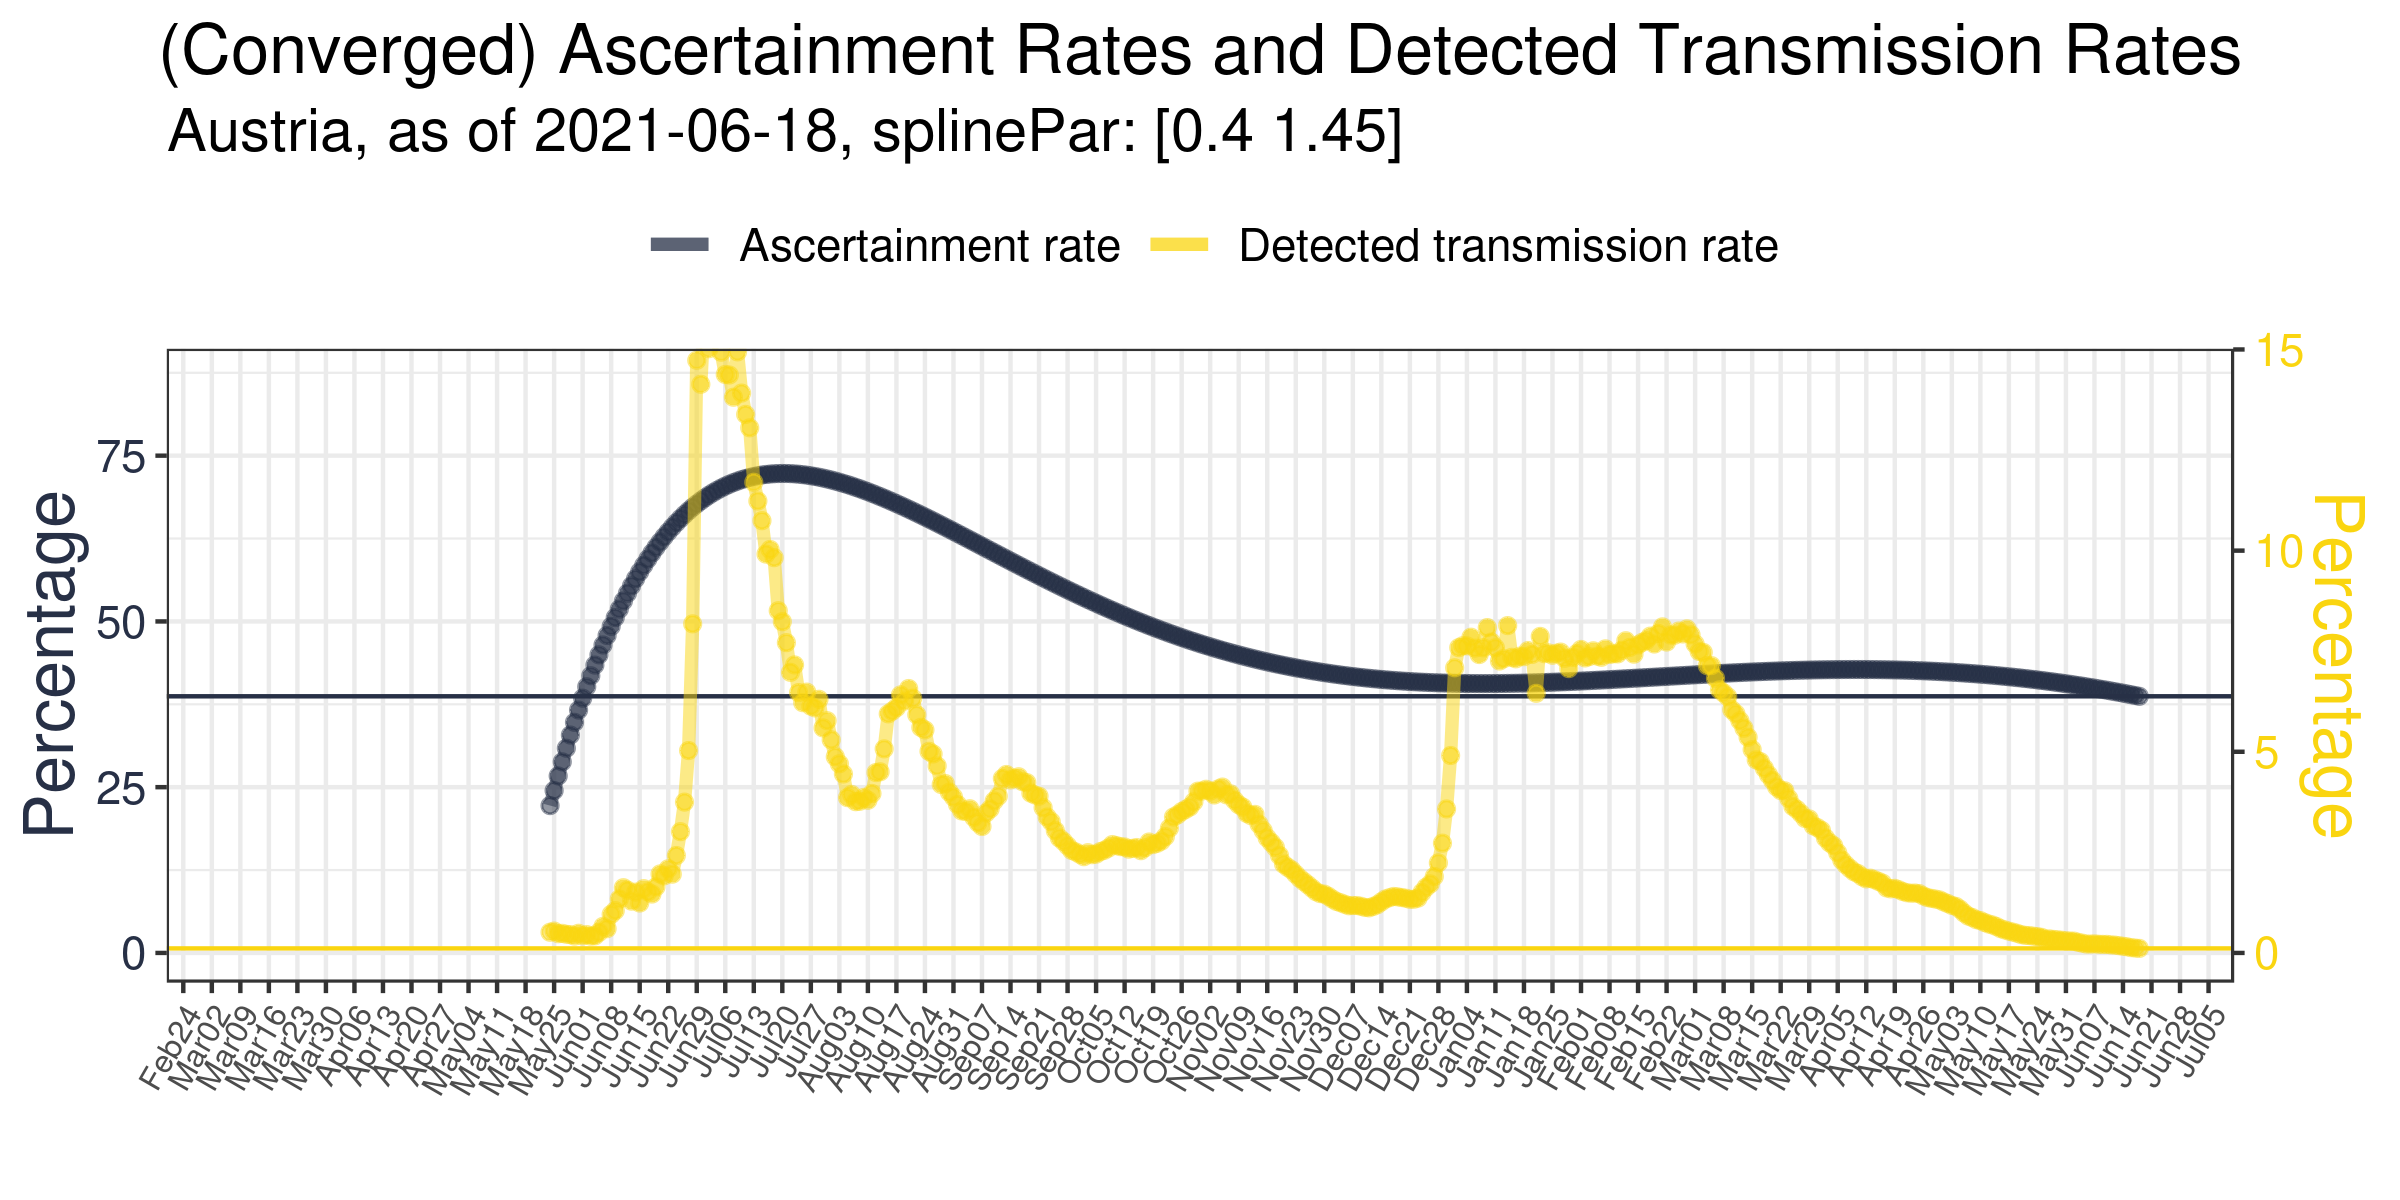 (Converged) Ascertainment Rates and Detected Transmission Rates
Austria, as of 2021-06-18, splinePar: [0.4 1.45]
Ascertainment rate Detected transmission rate
Percentage
75
50
25
0
15
10
5
0
Percentage
Feb24 Mar02 Mar09 Mar16 Mar23 Mar30 Apr06 Apr13 Apr20 Apr27 May04 May11 May18 May25 Jun01 Jun08 Jun15 Jun22 Jun29 Jul06 Jul13 Jul20 Jul27 Aug03 Aug10 Aug17 Aug24 Aug31 Sep07 Sep14 Sep21 Sep28 Oct05 Oct12 Oct19 Oct26 Nov02 Nov09 Nov16 Nov23 Nov30 Dec07 Dec14 Dec21 Dec28 Jan04 Jan11 Jan18 Jan25 Feb01 Feb08 Feb15 Feb22 Mar01 Mar08 Mar15 Mar22 Mar29 Apr05 Apr12 Apr19 Apr26 May03 May10 May17 May24 May31 Jun07 Jun14 Jun21 Jun28 Jul05